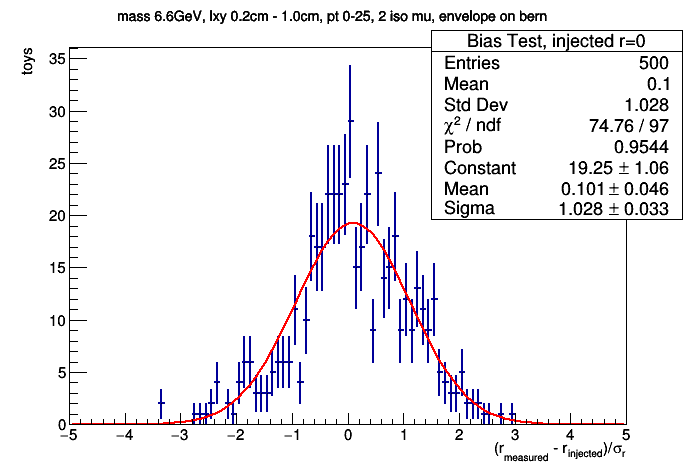 mass 6.6GeV, lxy 0.2cm - 1.0cm, pt 0-25, 2 iso mu, envelope on bern
Bias Test, injected r=0
Entries 500
Mean 0.1
Std Dev 1.028
χ² / ndf 74.76 / 97
Prob 0.9544
Constant 19.25 ± 1.06
Mean 0.101 ± 0.046
Sigma 1.028 ± 0.033
toys
35
30
25
20
15
10
5
0
−5 −4 −3 −2 −1 0 1 2 3 4 5
(r_measured - r_injected)/σ_r